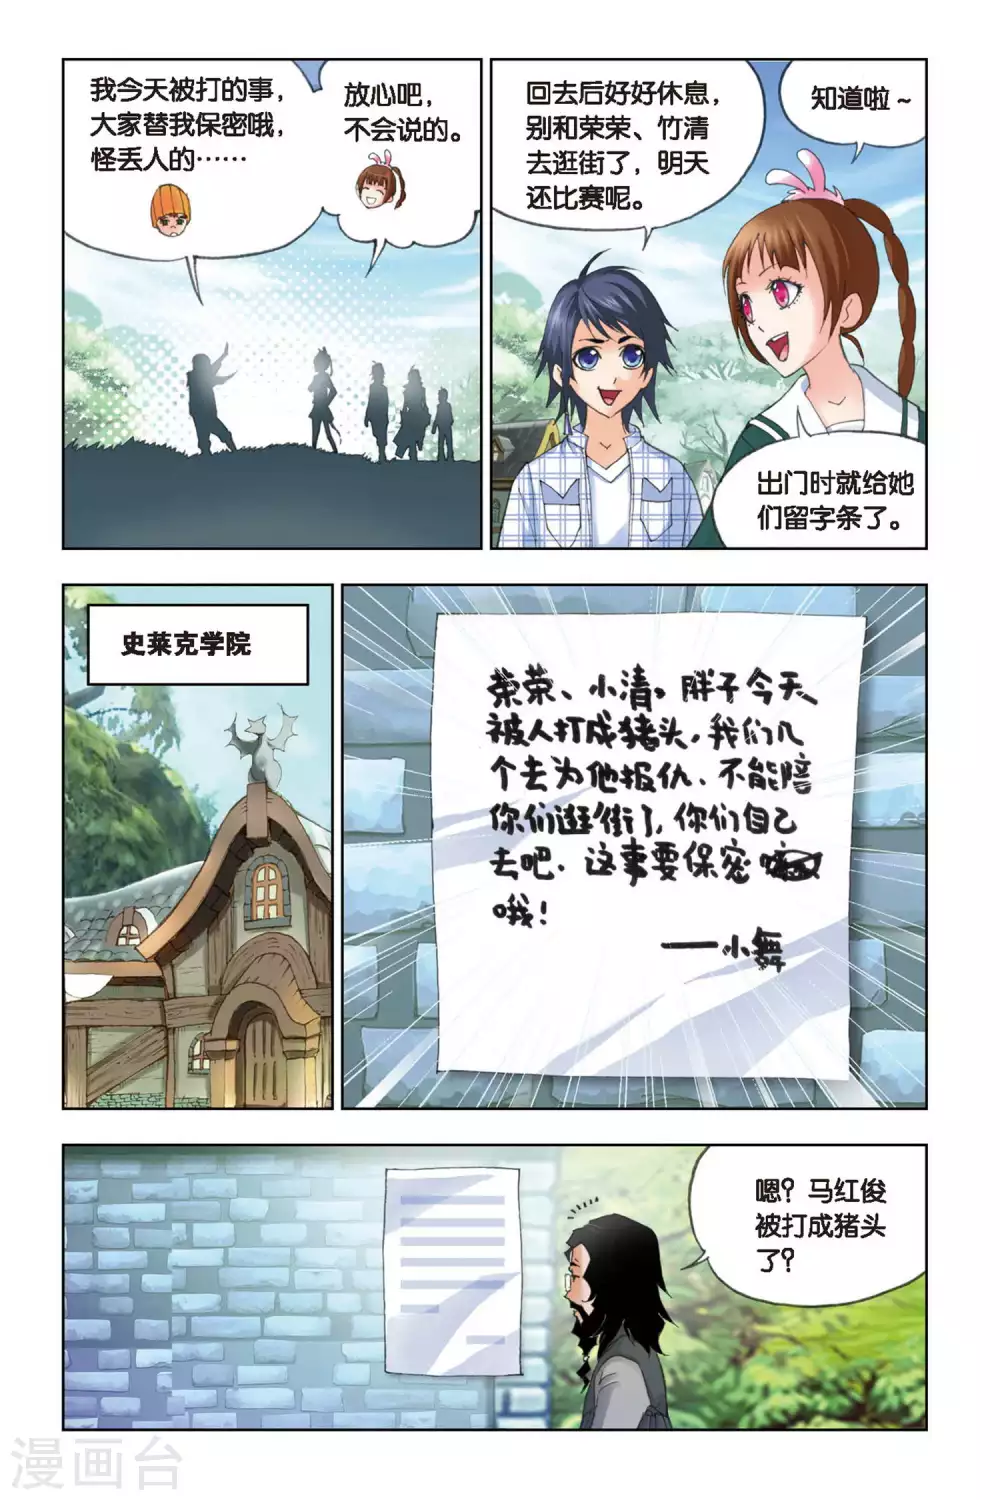 我今天被打的事，
大家替我保密哦，
怪丢人的……
放心吧，
不会说的。
回去后好好休息，
别和荣荣、竹清
去逛街了，明天
还比赛呢。
知道啦～
出门时就给她
们留字条了。
史莱克学院
荣荣、小清。胖子今天
被人打成猪头，我们几
个去为他报仇、不能陪
你们逛街了，你们自己
去吧．这事要保密
哦！
——小舞
嗯？马红俊
被打成猪头
了？
漫画台